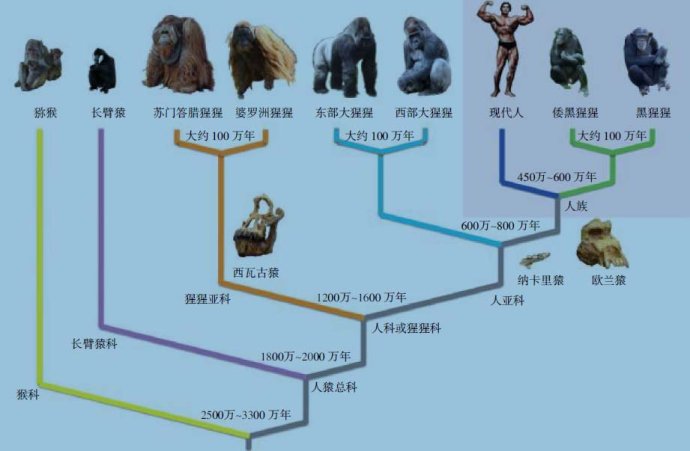 猕猴
长臂猿
苏门答腊猩猩
婆罗洲猩猩
东部大猩猩
西部大猩猩
现代人
倭黑猩猩
黑猩猩
大约 100 万年
大约 100 万年
大约 100 万年
450万~600 万年
人族
600万~800 万年
西瓦古猿
纳卡里猿
欧兰猿
猩猩亚科
1200万~1600 万年
人亚科
人科或猩猩科
长臂猿科
1800万~2000 万年
人猿总科
猴科
2500万~3300 万年